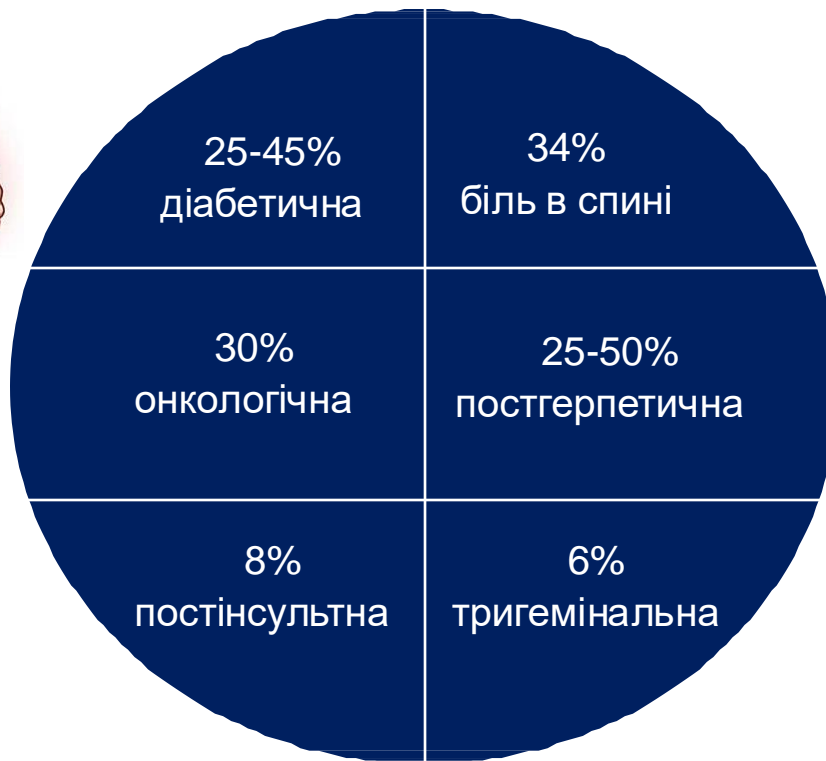 25-45%
діабетична
34%
біль в спині
30%
онкологічна
25-50%
постгерпетична
8%
постінсультна
6%
тригемінальна